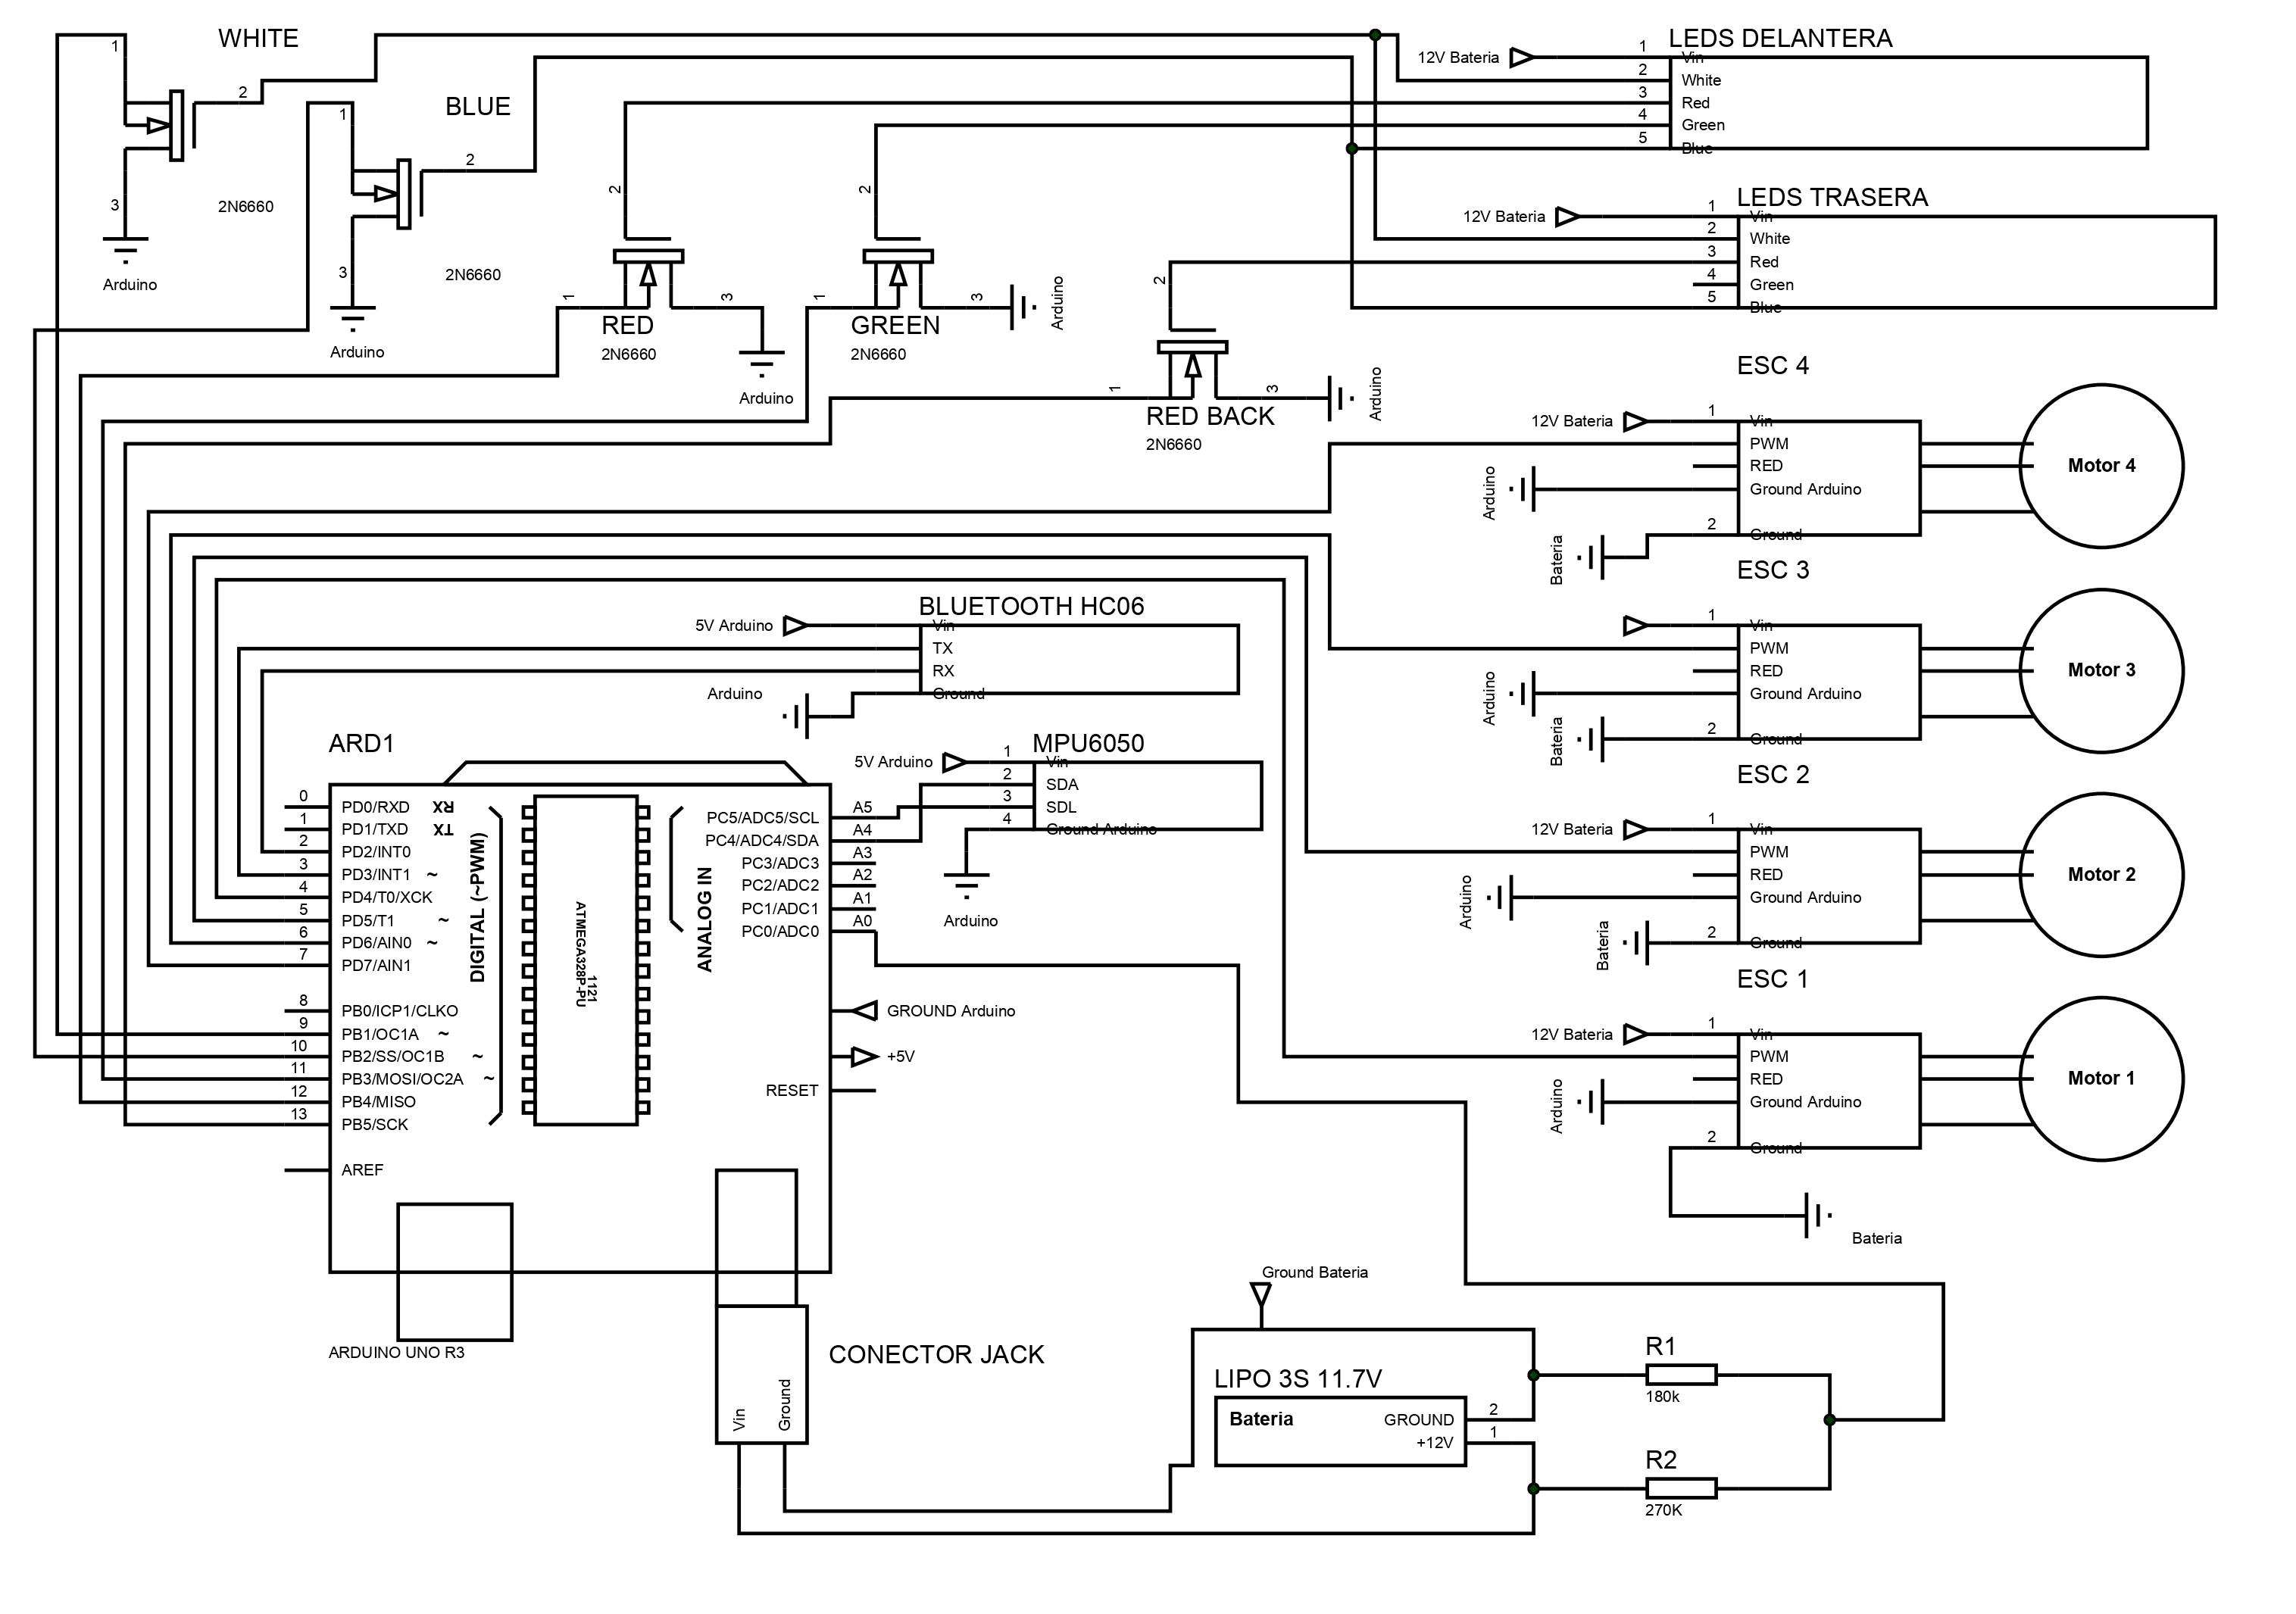 WHITE
1
2
3
2N6660
Arduino
BLUE
1
2
3
2N6660
Arduino
2
1
3
RED
2N6660
Arduino
2
1
3
GREEN
2N6660
Arduino
2
1
3
RED BACK
2N6660
Arduino
LEDS DELANTERA
12V Bateria
1 Vin
2 White
3 Red
4 Green
5 Blue
LEDS TRASERA
12V Bateria
1 Vin
2 White
3 Red
4 Green
5 Blue
ESC 4
12V Bateria
1 Vin
PWM
RED
Arduino
Ground Arduino
Bateria
2 Ground
Motor 4
ESC 3
1 Vin
PWM
RED
Arduino
Ground Arduino
Bateria
2 Ground
Motor 3
ESC 2
12V Bateria
1 Vin
PWM
RED
Arduino
Ground Arduino
Bateria
2 Ground
Motor 2
ESC 1
12V Bateria
1 Vin
PWM
RED
Arduino
Ground Arduino
2 Ground
Bateria
Motor 1
BLUETOOTH HC06
5V Arduino
Vin
TX
RX
Arduino
Ground
MPU6050
5V Arduino
1 Vin
2 SDA
3 SDL
4 Ground Arduino
Arduino
ARD1
0 PD0/RXD RX
1 PD1/TXD TX
2 PD2/INT0
3 PD3/INT1 ~
4 PD4/T0/XCK
5 PD5/T1 ~
6 PD6/AIN0 ~
7 PD7/AIN1
8 PB0/ICP1/CLKO
9 PB1/OC1A ~
10 PB2/SS/OC1B ~
11 PB3/MOSI/OC2A ~
12 PB4/MISO
13 PB5/SCK
AREF
DIGITAL (~PWM)
ATMEGA328P-PU
1121
ANALOG IN
PC5/ADC5/SCL A5
PC4/ADC4/SDA A4
PC3/ADC3 A3
PC2/ADC2 A2
PC1/ADC1 A1
PC0/ADC0 A0
GROUND Arduino
+5V
RESET
ARDUINO UNO R3
CONECTOR JACK
Vin
Ground
Ground Bateria
LIPO 3S 11.7V
Bateria
GROUND 2
+12V 1
R1
180k
R2
270K